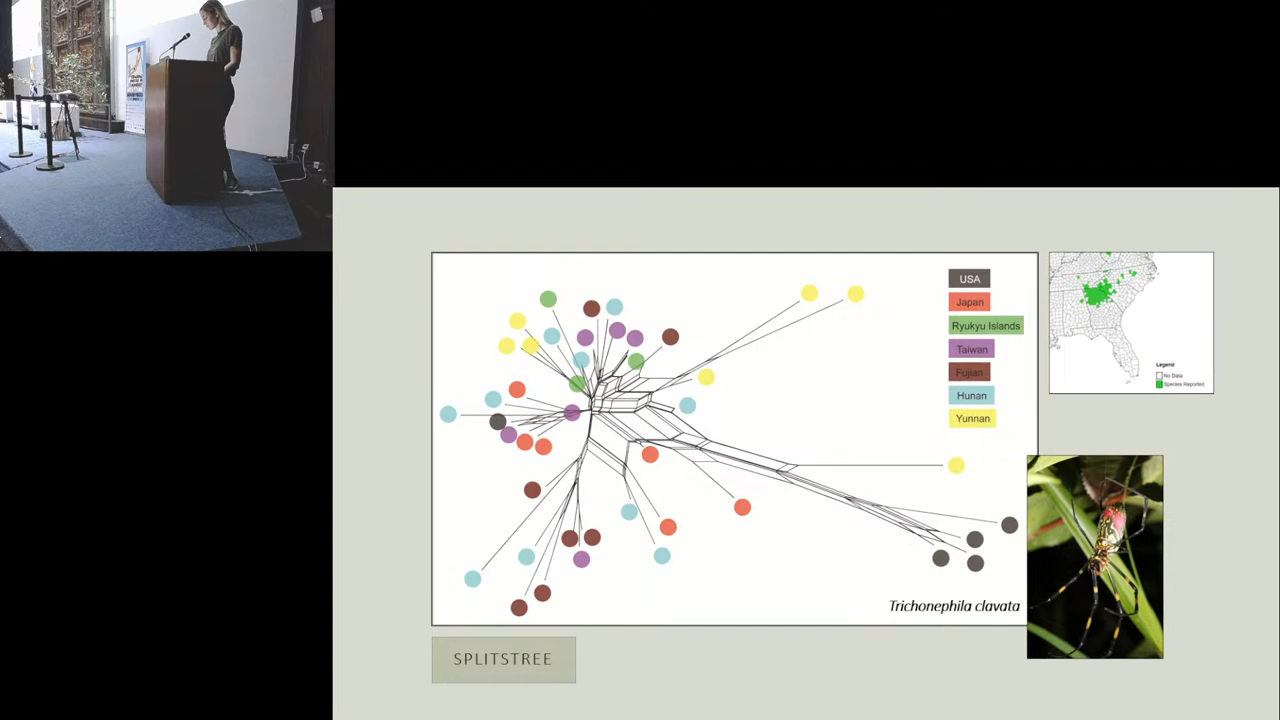 USA
Japan
Ryukyu Islands
Taiwan
Fujian
Hunan
Yunnan
Trichonephila clavata
SPLITSTREE
Legend
No Data
Species Reported